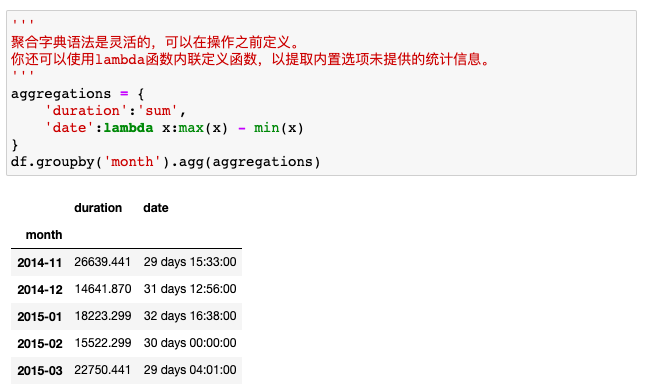 '''
聚合字典语法是灵活的，可以在操作之前定义。
你还可以使用lambda函数内联定义函数，以提取内置选项未提供的统计信息。
'''
aggregations = {
    'duration':'sum',
    'date':lambda x:max(x) - min(x)
}
df.groupby('month').agg(aggregations)
duration date
month
2014-11 26639.441 29 days 15:33:00
2014-12 14641.870 31 days 12:56:00
2015-01 18223.299 32 days 16:38:00
2015-02 15522.299 30 days 00:00:00
2015-03 22750.441 29 days 04:01:00